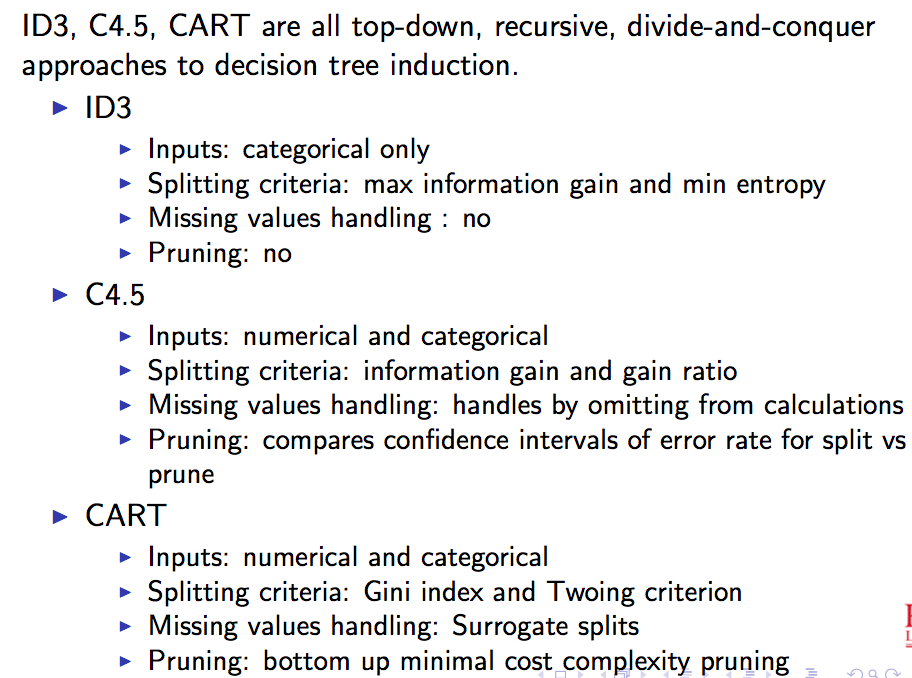 ID3, C4.5, CART are all top-down, recursive, divide-and-conquer
approaches to decision tree induction.
ID3
Inputs: categorical only
Splitting criteria: max information gain and min entropy
Missing values handling : no
Pruning: no
C4.5
Inputs: numerical and categorical
Splitting criteria: information gain and gain ratio
Missing values handling: handles by omitting from calculations
Pruning: compares confidence intervals of error rate for split vs
prune
CART
Inputs: numerical and categorical
Splitting criteria: Gini index and Twoing criterion
Missing values handling: Surrogate splits
Pruning: bottom up minimal cost complexity pruning